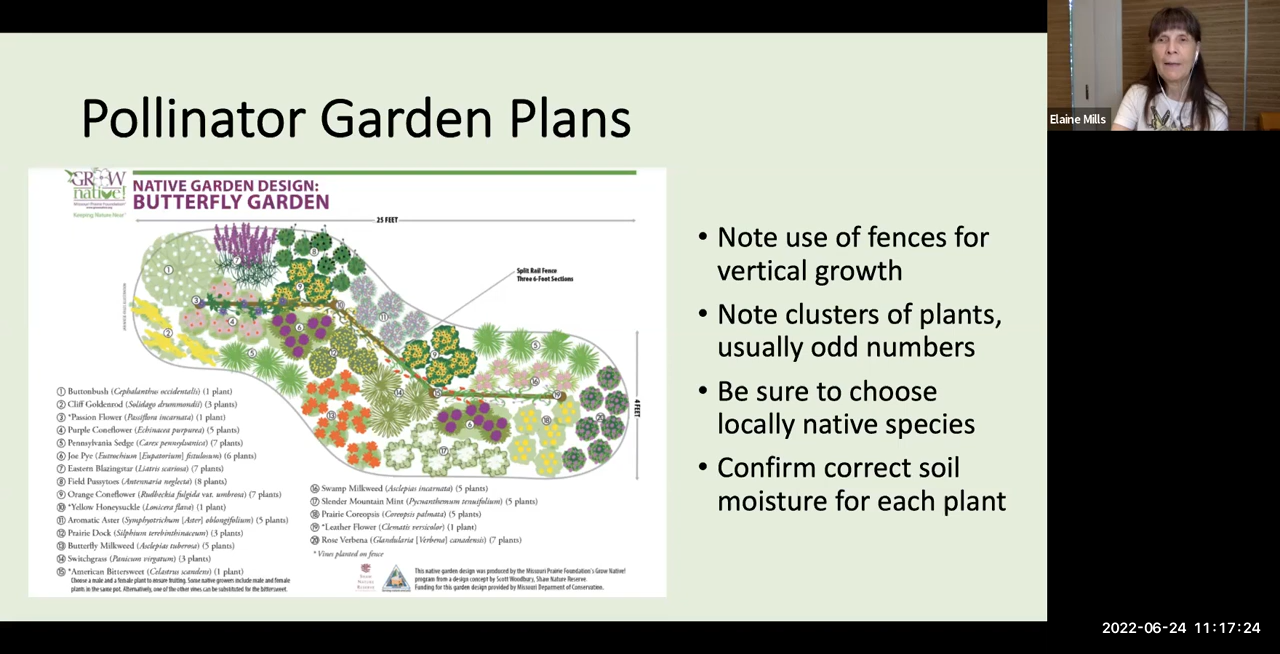 Pollinator Garden Plans
GROW
native!
Missouri Prairie Foundation
Keeping Nature Near
NATIVE GARDEN DESIGN:
BUTTERFLY GARDEN
25 FEET
Split Rail Fence
Three 6-Foot Sections
① Buttonbush (Cephalanthus occidentalis) (1 plant)
② Cliff Goldenrod (Solidago drummondii) (3 plants)
③ *Passion Flower (Passiflora incarnata) (1 plant)
④ Purple Coneflower (Echinacea purpurea) (5 plants)
⑤ Pennsylvania Sedge (Carex pensylvanica) (7 plants)
⑥ Joe Pye (Eutrochium [Eupatorium] fistulosum) (6 plants)
⑦ Eastern Blazingstar (Liatris scariosa) (7 plants)
⑧ Field Pussytoes (Antennaria neglecta) (8 plants)
⑨ Orange Coneflower (Rudbeckia fulgida var. umbrosa) (7 plants)
⑩ *Yellow Honeysuckle (Lonicera flava) (1 plant)
⑪ Aromatic Aster (Symphyotrichum [Aster] oblongifolium) (5 plants)
⑫ Prairie Dock (Silphium terebinthinaceum) (3 plants)
⑬ Butterfly Milkweed (Asclepias tuberosa) (5 plants)
⑭ Switchgrass (Panicum virgatum) (3 plants)
⑮ *American Bittersweet (Celastrus scandens) (1 plant)
Choose a male and a female plant to ensure fruiting. Some native growers include male and female
plants in the same pot. Alternatively, one of the other vines can be substituted for the bittersweet.
⑯ Swamp Milkweed (Asclepias incarnata) (5 plants)
⑰ Slender Mountain Mint (Pycnanthemum tenuifolium) (5 plants)
⑱ Prairie Coreopsis (Coreopsis palmata) (5 plants)
⑲ *Leather Flower (Clematis versicolor) (1 plant)
⑳ Rose Verbena (Glandularia [Verbena] canadensis) (7 plants)
* Vines planted on fence
SHAW
NATURE
RESERVE
This native garden design was produced by the Missouri Prairie Foundation's Grow Native!
program from a design concept by Scott Woodbury, Shaw Nature Reserve
Funding for this garden design provided by Missouri Department of Conservation.
• Note use of fences for
vertical growth
• Note clusters of plants,
usually odd numbers
• Be sure to choose
locally native species
• Confirm correct soil
moisture for each plant
Elaine Mills
2022-06-24 11:17:24